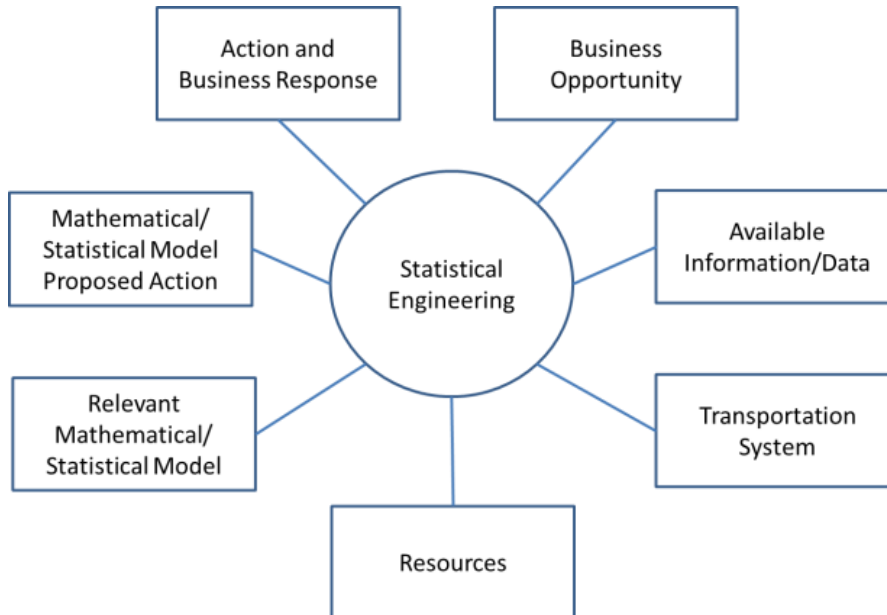 Action and
Business Response
Business
Opportunity
Mathematical/
Statistical Model
Proposed Action
Statistical
Engineering
Available
Information/Data
Relevant
Mathematical/
Statistical Model
Transportation
System
Resources